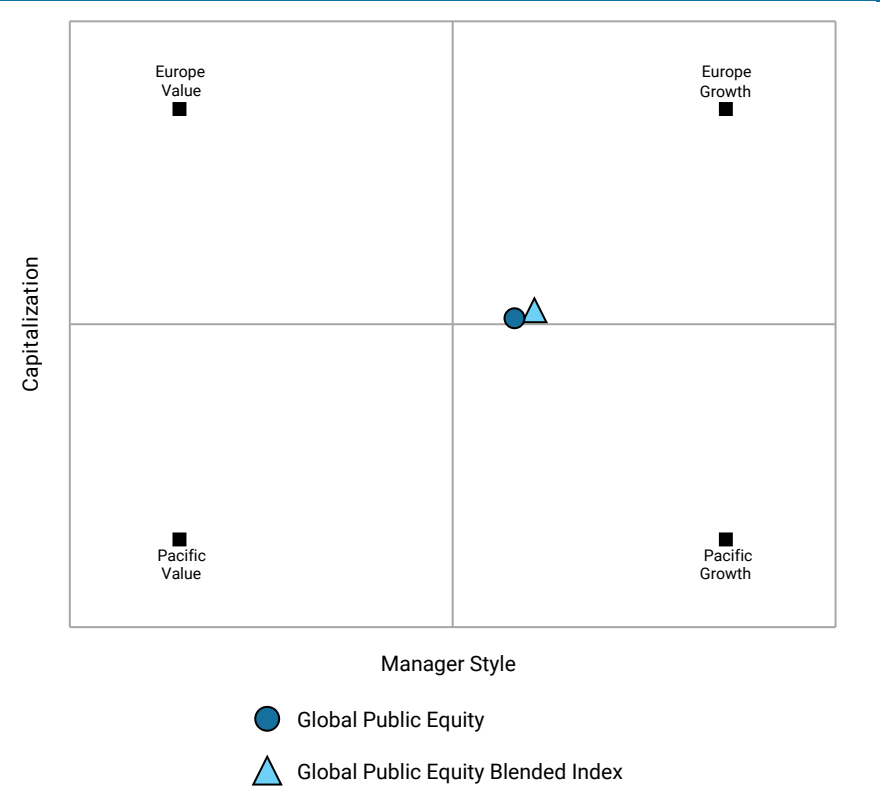 Europe
Value
Europe
Growth
Capitalization
Pacific
Value
Pacific
Growth
Manager Style
Global Public Equity
Global Public Equity Blended Index